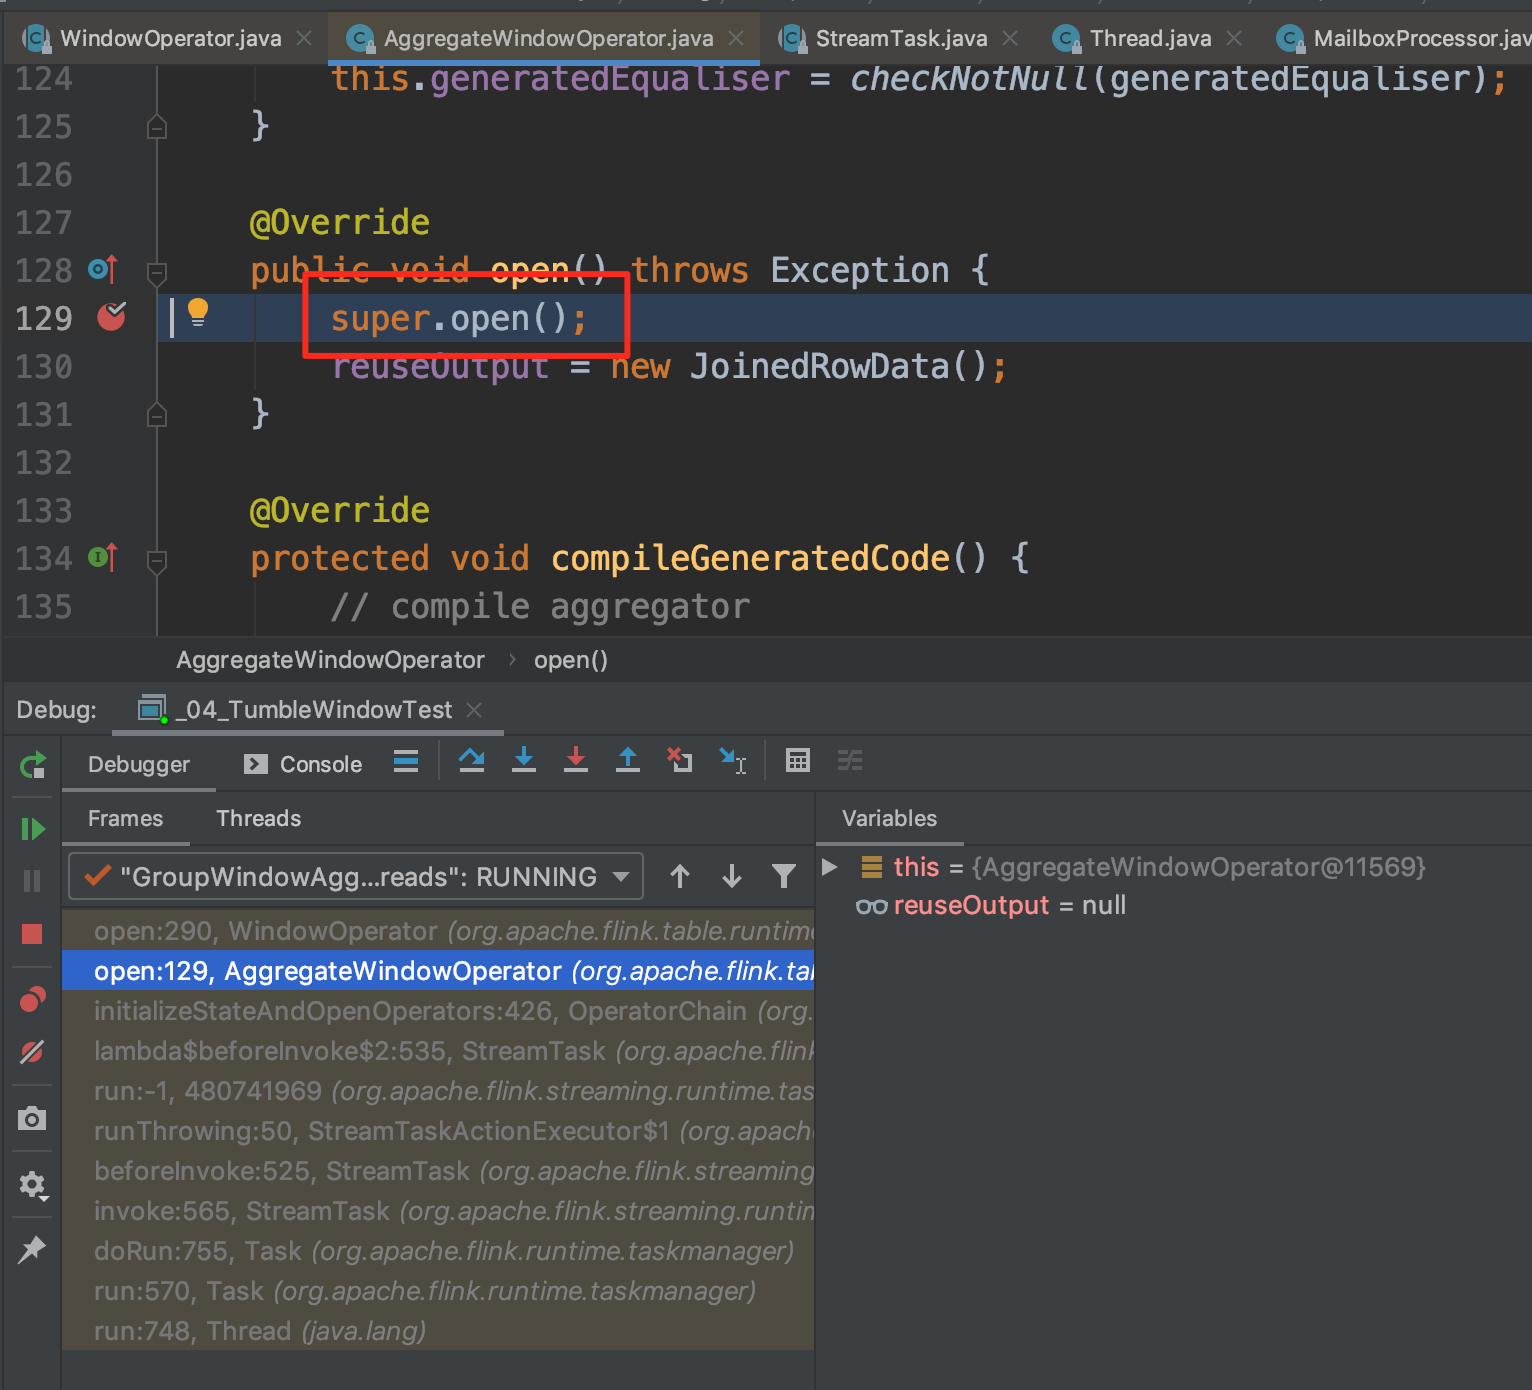 WindowOperator.java AggregateWindowOperator.java StreamTask.java Thread.java MailboxProcessor.jav
124 this.generatedEqualiser = checkNotNull(generatedEqualiser);
125 }
126
127 @Override
128 public void open() throws Exception {
129 super.open();
130 reuseOutput = new JoinedRowData();
131 }
132
133 @Override
134 protected void compileGeneratedCode() {
135 // compile aggregator
AggregateWindowOperator › open()
Debug: _04_TumbleWindowTest
Debugger Console
Frames Threads Variables
"GroupWindowAgg...reads": RUNNING
this = {AggregateWindowOperator@11569}
reuseOutput = null
open:290, WindowOperator (org.apache.flink.table.runtime
open:129, AggregateWindowOperator (org.apache.flink.tal
initializeStateAndOpenOperators:426, OperatorChain (org.
lambda$beforeInvoke$2:535, StreamTask (org.apache.flink
run:-1, 480741969 (org.apache.flink.streaming.runtime.tas
runThrowing:50, StreamTaskActionExecutor$1 (org.apach
beforeInvoke:525, StreamTask (org.apache.flink.streaming
invoke:565, StreamTask (org.apache.flink.streaming.runtin
doRun:755, Task (org.apache.flink.runtime.taskmanager)
run:570, Task (org.apache.flink.runtime.taskmanager)
run:748, Thread (java.lang)